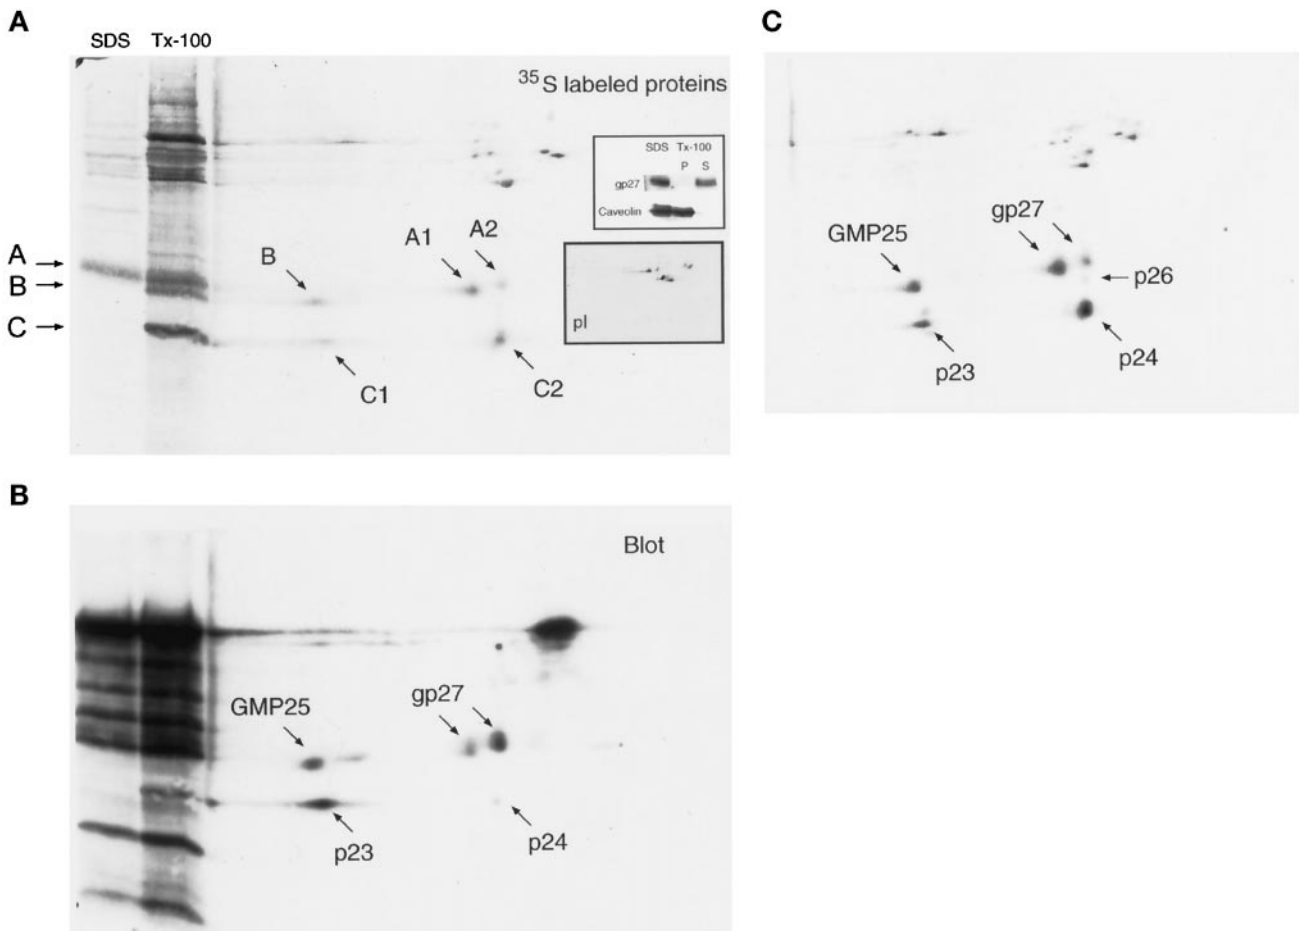 A
SDS Tx-100
³⁵S labeled proteins
SDS Tx-100
P S
gp27
Caveolin
A
B
C
B
A1
A2
C1
C2
pI
C
GMP25
gp27
p26
p23
p24
B
Blot
GMP25
gp27
p23
p24